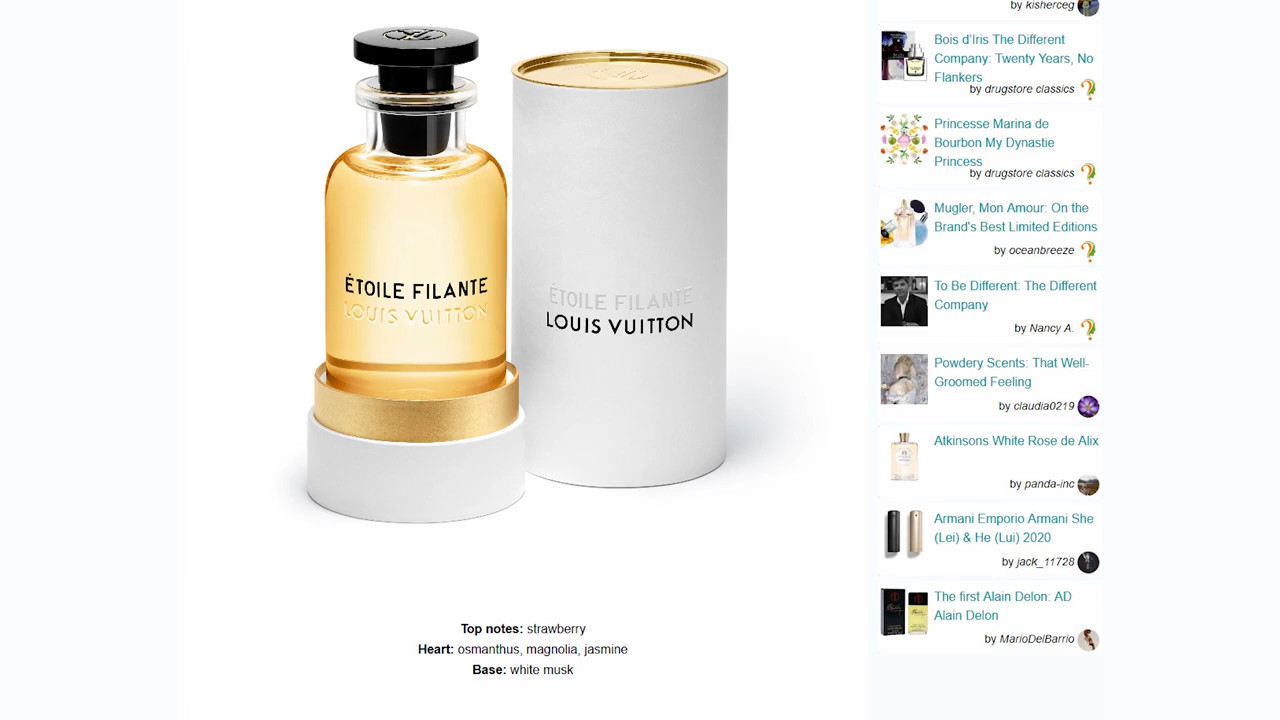 ÉTOILE FILANTE
LOUIS VUITTON
ÉTOILE FILANTE
LOUIS VUITTON
Top notes: strawberry
Heart: osmanthus, magnolia, jasmine
Base: white musk
by kisherceg
Bois d'Iris The Different
Company: Twenty Years, No
Flankers
by drugstore classics
Princesse Marina de
Bourbon My Dynastie
Princess
by drugstore classics
Mugler, Mon Amour: On the
Brand's Best Limited Editions
by oceanbreeze
To Be Different: The Different
Company
by Nancy A.
Powdery Scents: That Well-
Groomed Feeling
by claudia0219
Atkinsons White Rose de Alix
by panda-inc
Armani Emporio Armani She
(Lei) & He (Lui) 2020
by jack_11728
The first Alain Delon: AD
Alain Delon
by MarioDelBarrio